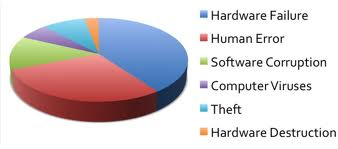 Hardware Failure
Human Error
Software Corruption
Computer Viruses
Theft
Hardware Destruction